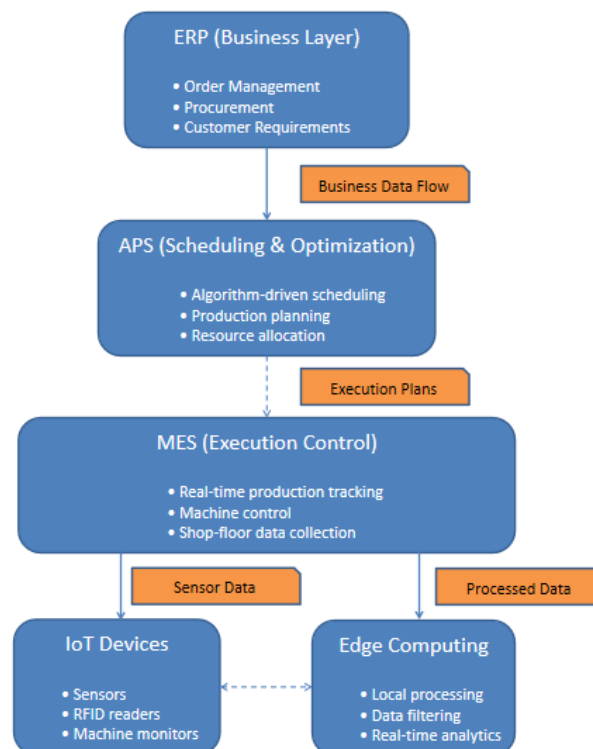 ERP (Business Layer)
• Order Management
• Procurement
• Customer Requirements
Business Data Flow
APS (Scheduling & Optimization)
• Algorithm-driven scheduling
• Production planning
• Resource allocation
Execution Plans
MES (Execution Control)
• Real-time production tracking
• Machine control
• Shop-floor data collection
Sensor Data
Processed Data
IoT Devices
• Sensors
• RFID readers
• Machine monitors
Edge Computing
• Local processing
• Data filtering
• Real-time analytics